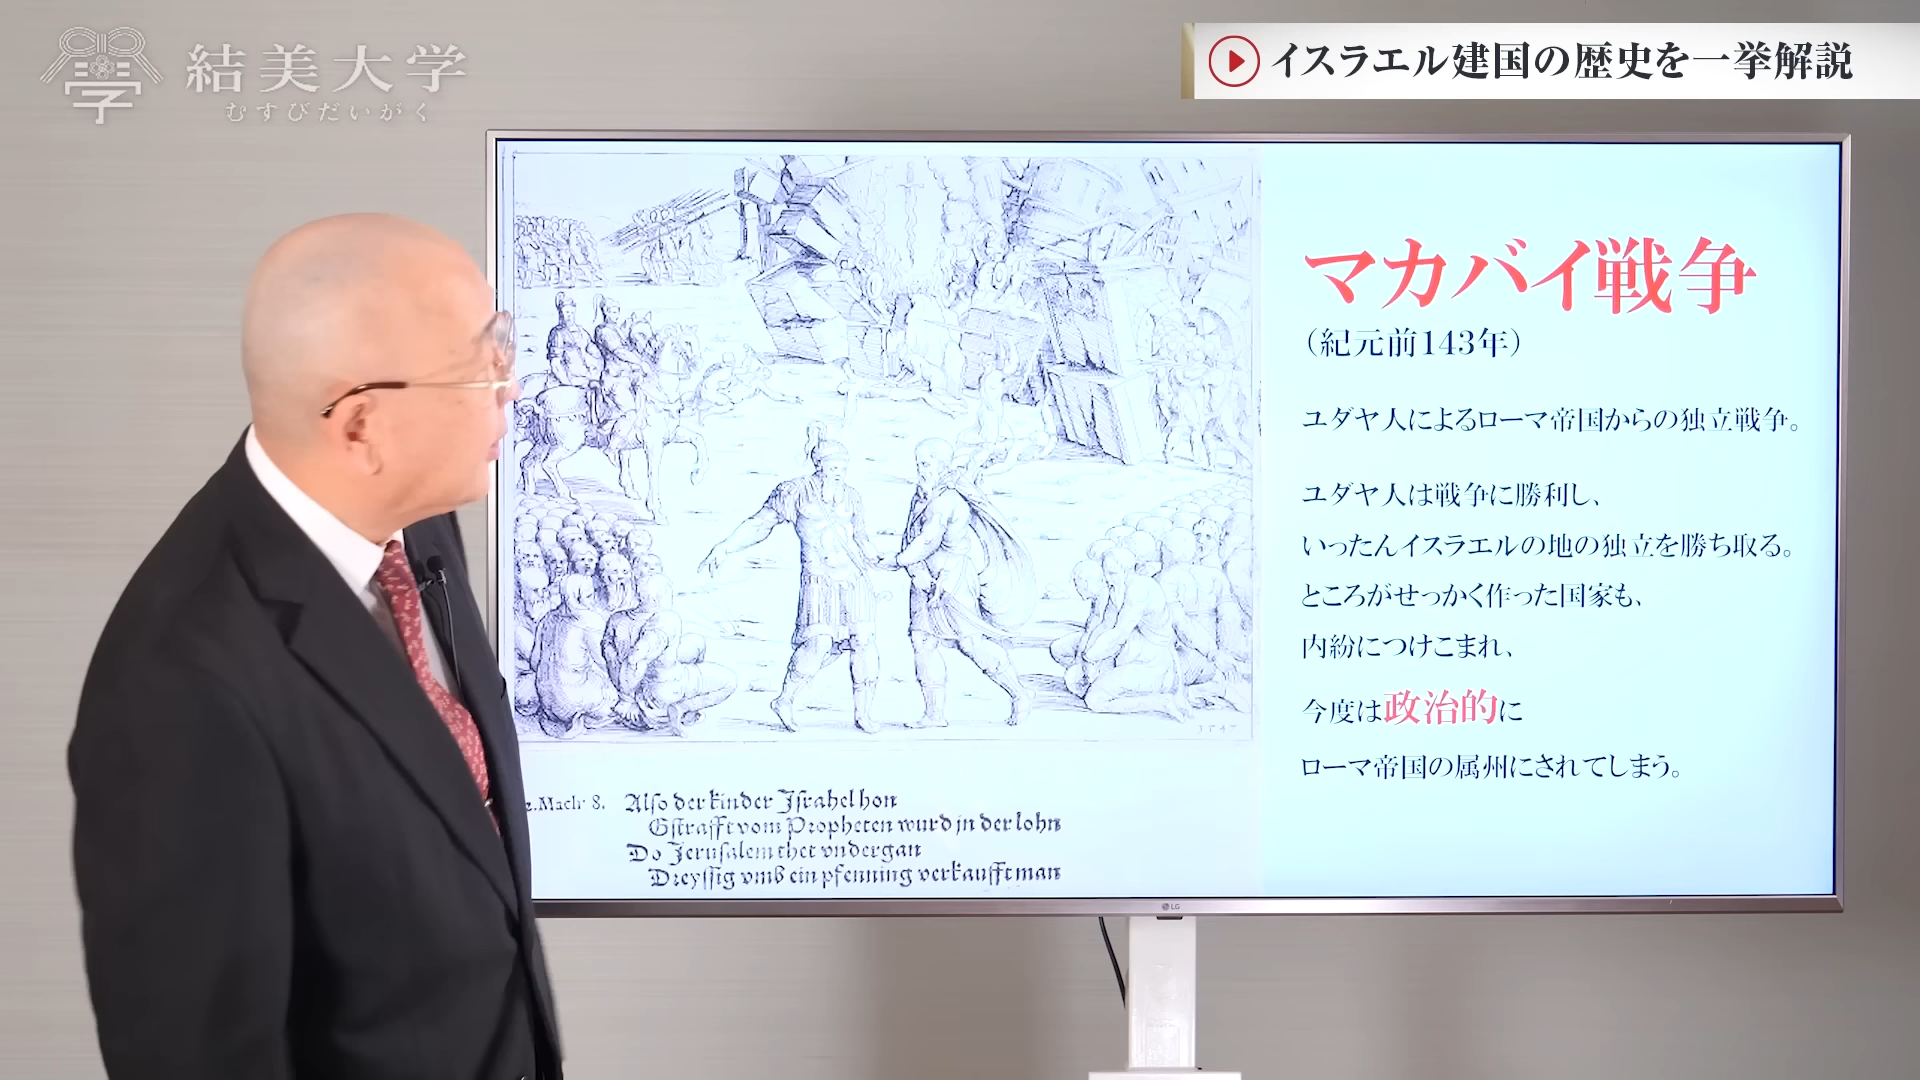 結美大学
むすびだいがく
イスラエル建国の歴史を一挙解説
マカバイ戦争
（紀元前143年）
ユダヤ人によるローマ帝国からの独立戦争。
ユダヤ人は戦争に勝利し、
いったんイスラエルの地の独立を勝ち取る。
ところがせっかく作った国家も、
内紛につけこまれ、
今度は政治的に
ローマ帝国の属州にされてしまう。
1547
Also der kinder Israhel hon
Gstrafft vom Propheten wurd jn der lohn
Do Jerusalem thet vndergan
Dreyssig vmb ein pfenning verkaufft man
LG